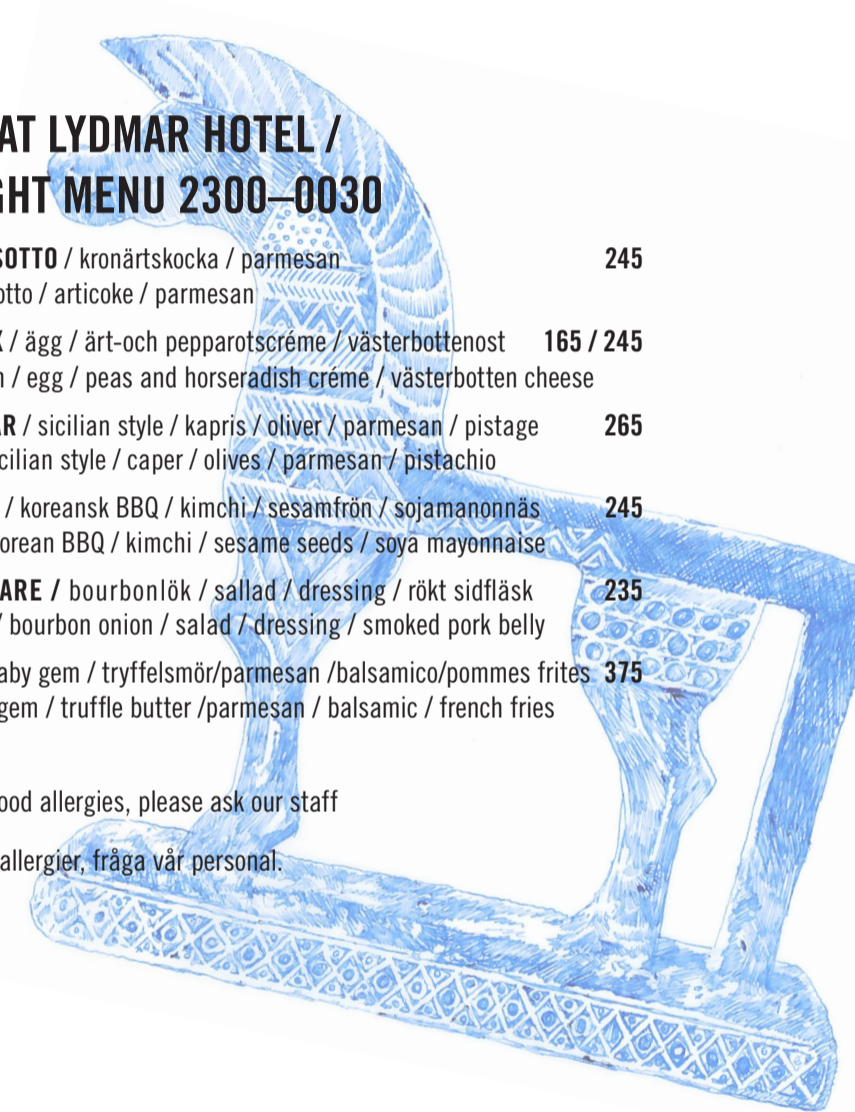 AT LYDMAR HOTEL /
GHT MENU 2300–0030
SOTTO / kronärtskocka / parmesan 245
otto / articoke / parmesan
/ ägg / ärt-och pepparotscréme / västerbottenost 165 / 245
/ egg / peas and horseradish créme / västerbotten cheese
AR / sicilian style / kapris / oliver / parmesan / pistage 265
cilian style / caper / olives / parmesan / pistachio
/ koreansk BBQ / kimchi / sesamfrön / sojamanonnäs 245
orean BBQ / kimchi / sesame seeds / soya mayonnaise
ARE / bourbonlök / sallad / dressing / rökt sidfläsk 235
/ bourbon onion / salad / dressing / smoked pork belly
aby gem / tryffelsmör/parmesan /balsamico/pommes frites 375
gem / truffle butter /parmesan / balsamic / french fries
ood allergies, please ask our staff
allergier, fråga vår personal.